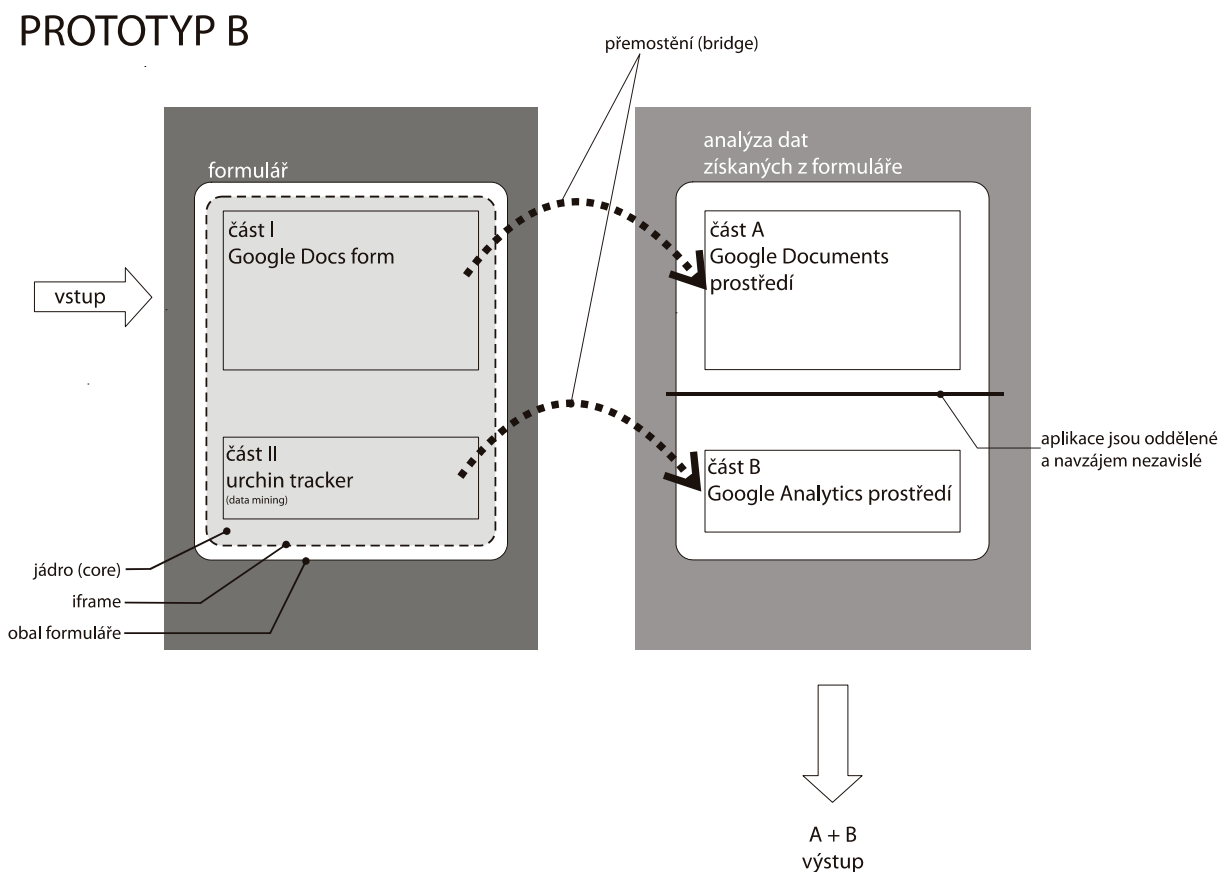 PROTOTYP B
přemostění (bridge)
formulář
analýza dat
získaných z formuláře
část I
Google Docs form
část A
Google Documents
prostředí
vstup
část II
urchin tracker
(data mining)
část B
Google Analytics prostředí
aplikace jsou oddělené
a navzájem nezavislé
jádro (core)
iframe
obal formuláře
A + B
výstup